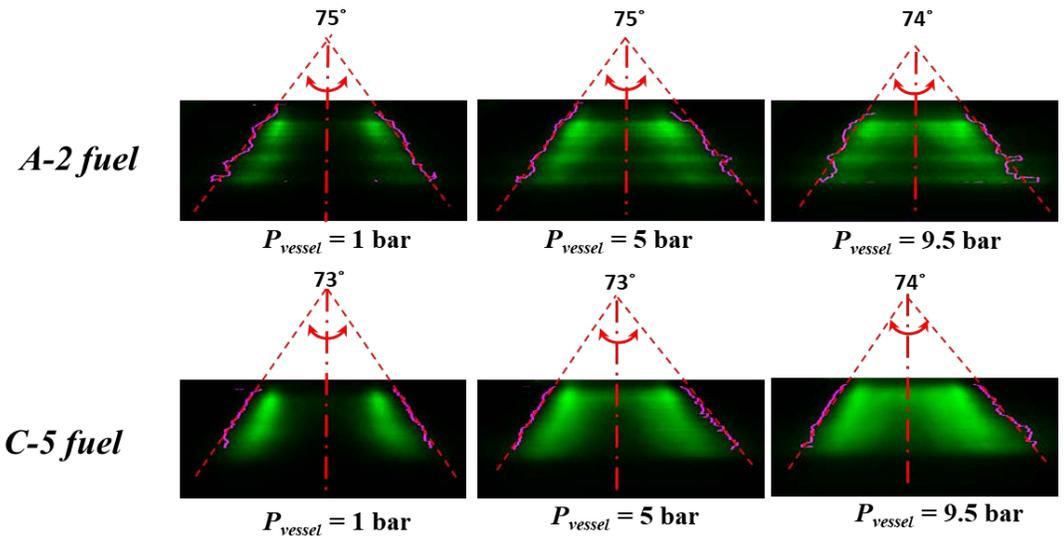 75° 75° 74°
A-2 fuel
P_vessel = 1 bar P_vessel = 5 bar P_vessel = 9.5 bar
73° 73° 74°
C-5 fuel
P_vessel = 1 bar P_vessel = 5 bar P_vessel = 9.5 bar